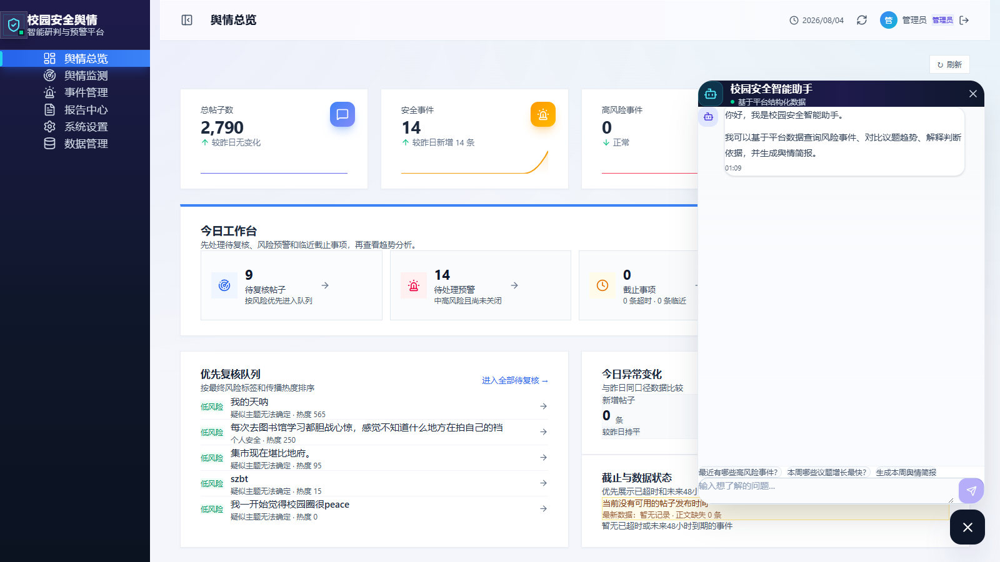 校园安全舆情
智能研判与预警平台
舆情总览
舆情监测
事件管理
报告中心
系统设置
数据管理
舆情总览
2026/08/04
管
管理员
管理员
↻ 刷新
总帖子数
2,790
较昨日无变化
安全事件
14
较昨日新增 14 条
高风险事件
0
正常
今日工作台
先处理待复核、风险预警和临近截止事项，再查看趋势分析。
9
待复核帖子
按风险优先进入队列
14
待处理预警
中高风险且尚未关闭
0
截止事项
0 条超时 · 0 条临近
优先复核队列
按最终风险标签和传播热度排序
进入全部待复核 →
低风险
我的天呐
疑似主题无法确定 · 热度 565
低风险
每次去图书馆学习都胆战心惊，感觉不知道什么地方在拍自己的裆
个人安全 · 热度 250
低风险
集市现在堪比地府。
疑似主题无法确定 · 热度 95
低风险
szbt
疑似主题无法确定 · 热度 15
低风险
我一开始觉得校园圈很peace
疑似主题无法确定 · 热度 0
今日异常变化
与昨日同口径数据比较
新增帖子
0 条
较昨日持平
截止与数据状态
优先展示已超时和未来48小
当前没有可用的帖子发布时间
最新数据：暂无记录 · 正文缺失 0 条
暂无已超时或未来48小时到期的事件
校园安全智能助手
基于平台结构化数据
你好，我是校园安全智能助手。
我可以基于平台数据查询风险事件、对比议题趋势、解释判断
依据，并生成舆情简报。
01:09
最近有哪些高风险事件?
本周哪些议题增长最快?
生成本周舆情简报
输入想了解的问题...